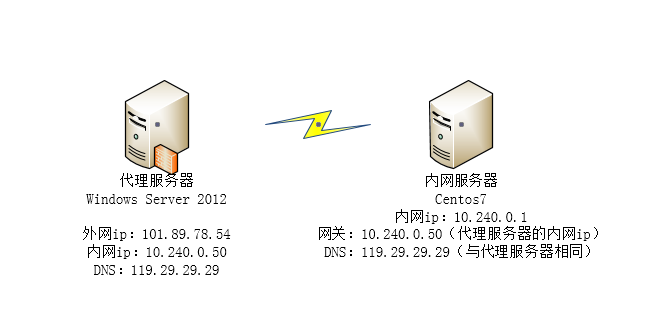 代理服务器
Windows Server 2012
外网ip：101.89.78.54
内网ip：10.240.0.50
DNS：119.29.29.29
内网服务器
Centos7
内网ip：10.240.0.1
网关：10.240.0.50（代理服务器的内网ip）
DNS：119.29.29.29（与代理服务器相同）